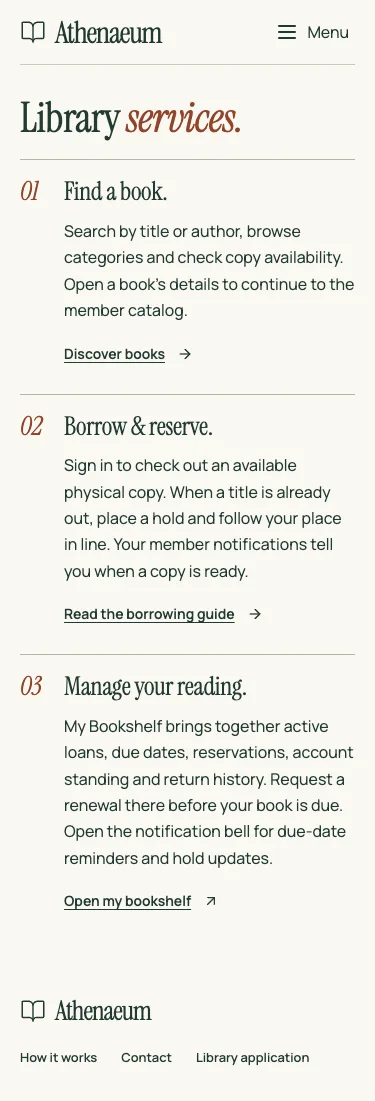 Athenaeum
Menu
Library services.
01
Find a book.
Search by title or author, browse
categories and check copy availability.
Open a book’s details to continue to the
member catalog.
Discover books
02
Borrow & reserve.
Sign in to check out an available
physical copy. When a title is already
out, place a hold and follow your place
in line. Your member notifications tell
you when a copy is ready.
Read the borrowing guide
03
Manage your reading.
My Bookshelf brings together active
loans, due dates, reservations, account
standing and return history. Request a
renewal there before your book is due.
Open the notification bell for due-date
reminders and hold updates.
Open my bookshelf
Athenaeum
How it works Contact Library application